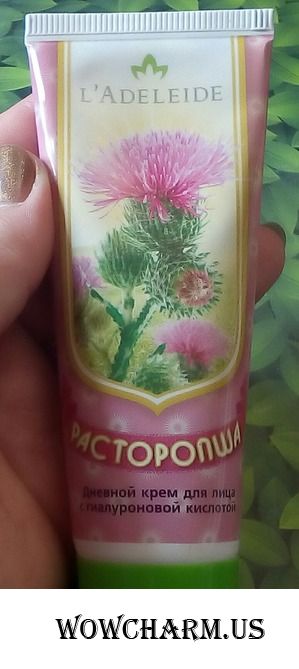 L'ADELEIDE
РАСТОРОПША
Дневной крем для лица
с гиалуроновой кислотой
WOWCHARM.US